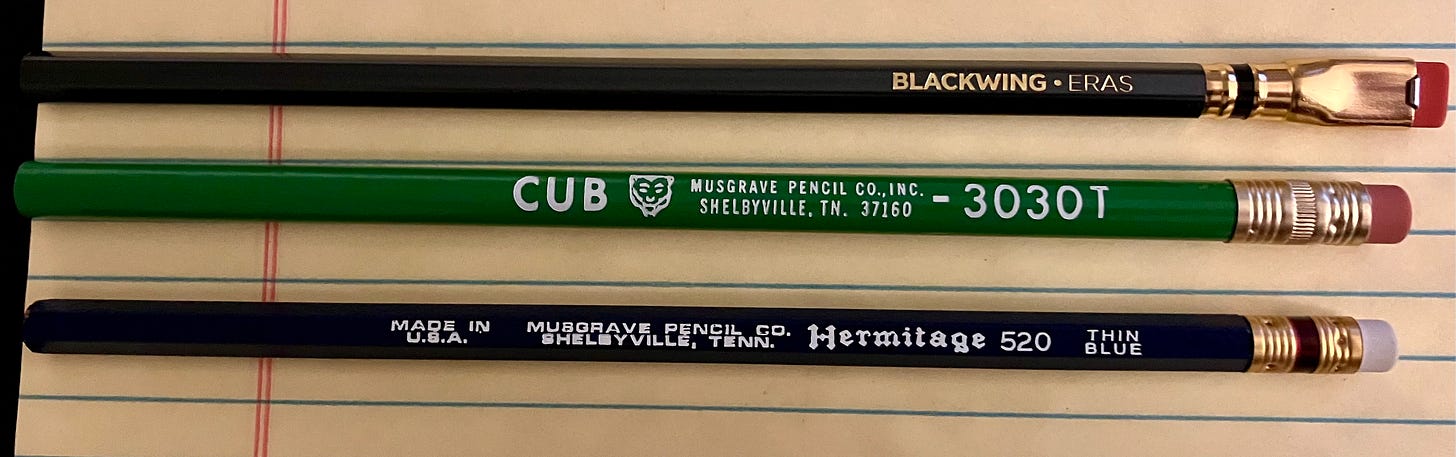 BLACKWING • ERAS
CUB MUSGRAVE PENCIL CO., INC. - 3030T
SHELBYVILLE, TN. 37160
MADE IN MUSGRAVE PENCIL CO. Hermitage 520 THIN
U.S.A. SHELBYVILLE, TENN. BLUE